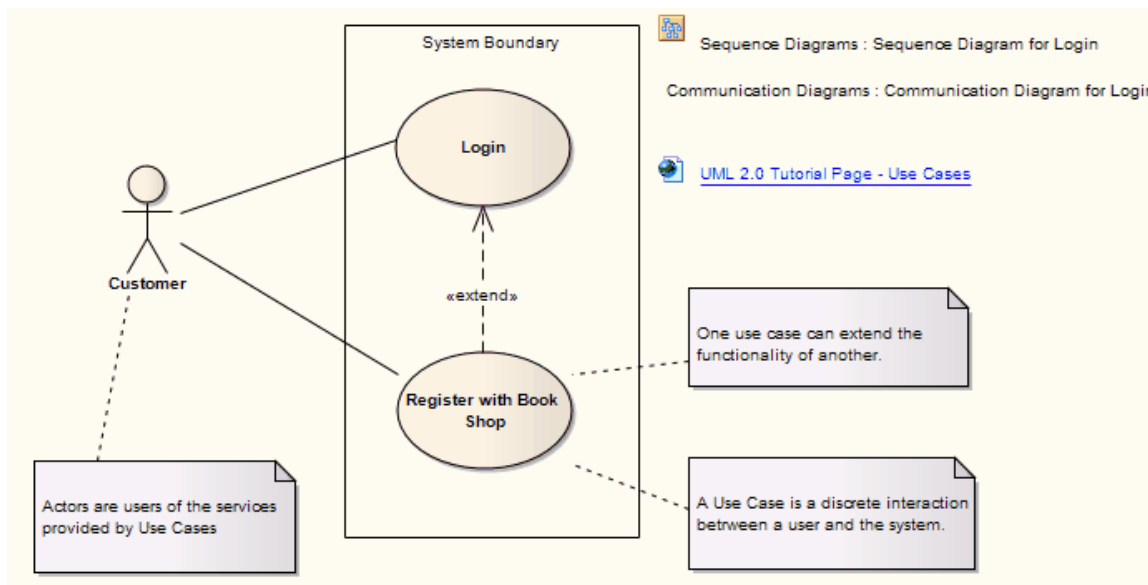 System Boundary
Sequence Diagrams : Sequence Diagram for Login
Communication Diagrams : Communication Diagram for Login
Login
UML 2.0 Tutorial Page - Use Cases
Customer
«extend»
One use case can extend the
functionality of another.
Register with Book
Shop
Actors are users of the services
provided by Use Cases
A Use Case is a discrete interaction
betrween a user and the system.